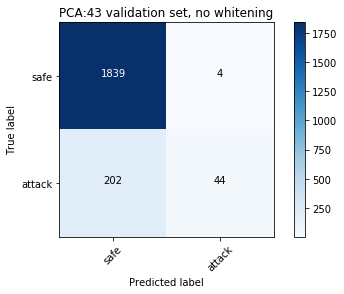 PCA:43 validation set, no whitening
True label
safe
attack
1839
4
202
44
safe
attack
Predicted label
1750
1500
1250
1000
750
500
250